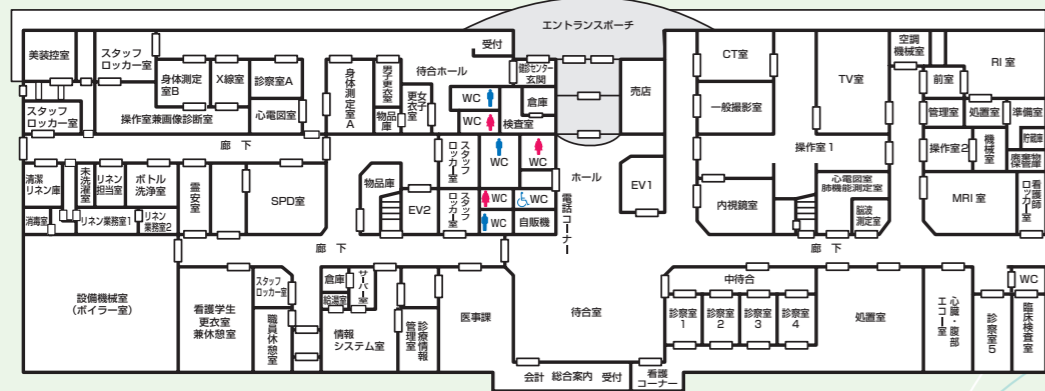 エントランスポーチ
美装控室
スタッフ
ロッカー室
身体測定
室B
X線室
診察室A
心電図室
操作室兼画像診断室
スタッフ
ロッカー室
身体測定室A
男子更衣室
物品庫
女子
更衣室
待合ホール
受付
健診センター
玄関
WC
倉庫
WC
検査室
売店
CT室
一般撮影室
TV室
空調
機械室
前室
RI室
管理室
処置室
準備室
貯蔵庫
廃棄物
保管庫
操作室1
操作室2
機械室
廊下
清潔
リネン庫
未洗濯室
リネン
担当室
ボトル
洗浄室
霊安室
SPD室
物品庫
EV2
スタッフ
ロッカー室
スタッフ
ロッカー室
WC
WC
WC
WC
WC
自販機
ホール
電話コーナー
EV1
内視鏡室
心電図室
肺機能測定室
脳波
測定室
MRI室
看護師
ロッカー室
消毒室
リネン業務室1
リネン
業務室2
廊下
廊下
設備機械室
(ボイラー室)
看護学生
更衣室
兼休憩室
スタッフ
ロッカー室
職員休憩室
倉庫
給湯室
サーバー室
情報
システム室
診療情報
管理室
医事課
待合室
中待合
診察室
1
診察室
2
診察室
3
診察室
4
処置室
心臓・腹部
エコー室
診察室5
WC
臨床検査室
会計
総合案内
受付
看護
コーナー